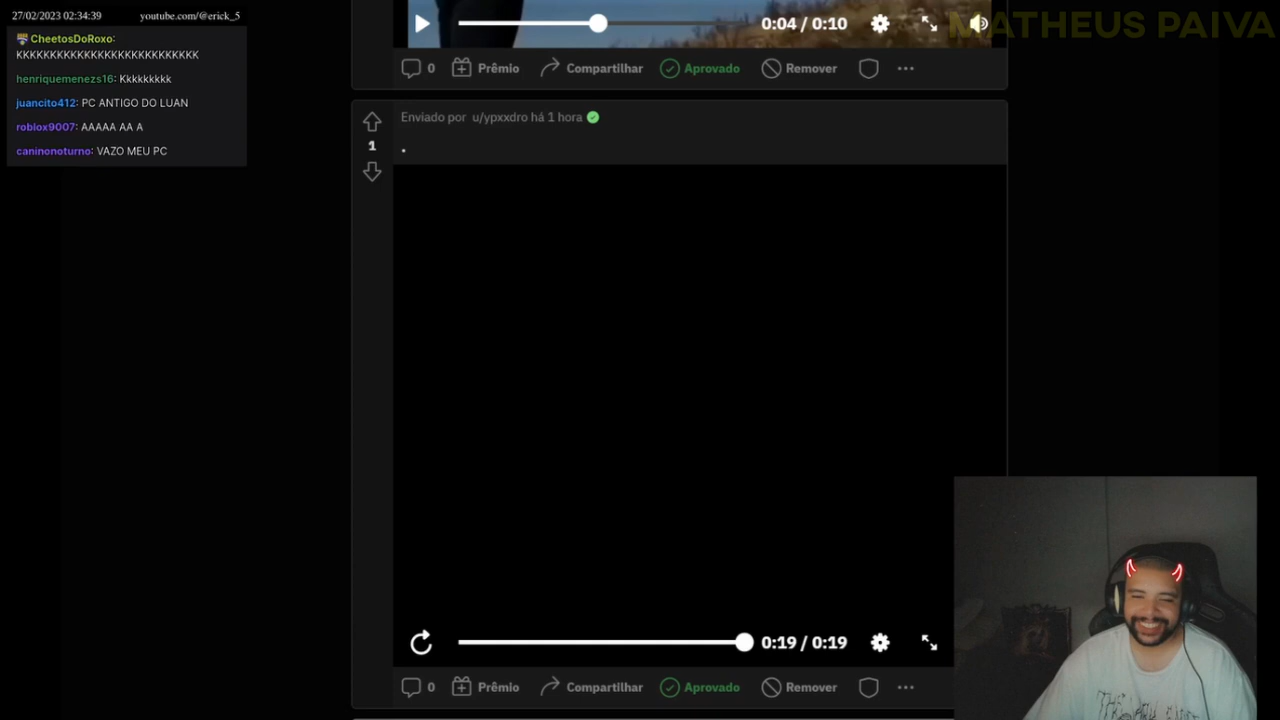 27/02/2023 02:34:39 youtube.com/@erick_5
CheetosDoRoxo:
KKKKKKKKKKKKKKKKKKKKKKKKKKK
henriquemenezs16: Kkkkkkkkk
juancito412: PC ANTIGO DO LUAN
roblox9007: AAAAA AA A
caninonoturno: VAZO MEU PC
MATHEUS PAIVA
0:04 / 0:10
0 Prêmio Compartilhar Aprovado Remover
Enviado por u/ypxxdro há 1 hora
1
.
0:19 / 0:19
0 Prêmio Compartilhar Aprovado Remover